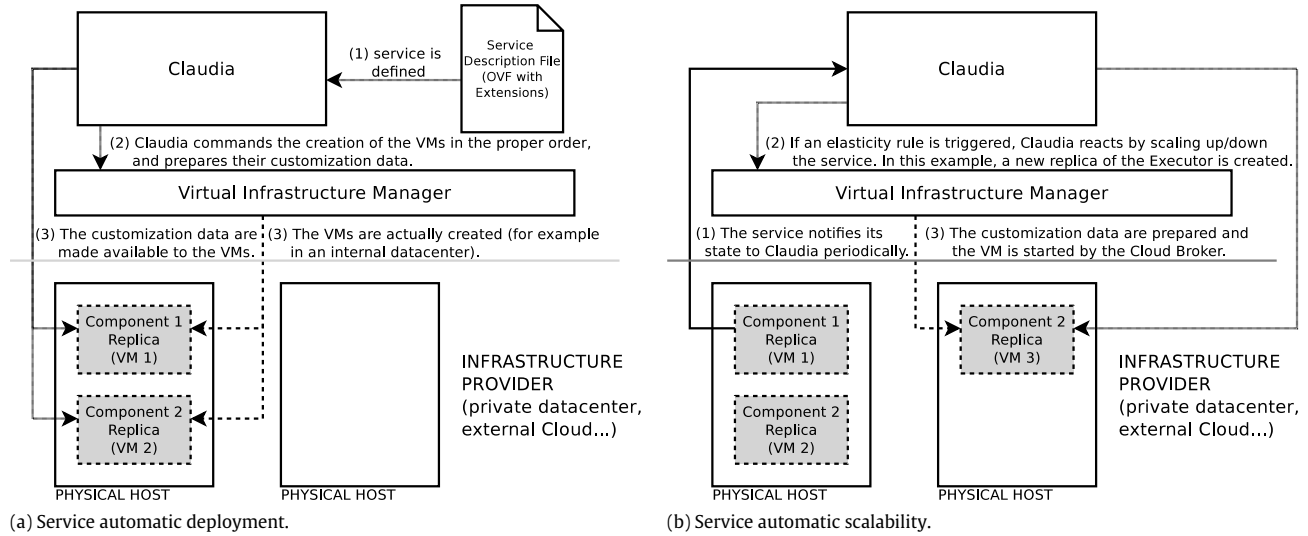 Claudia
(1) service is
defined
Service
Description File
(OVF with
Extensions)
(2) Claudia commands the creation of the VMs in the proper order,
and prepares their customization data.
Virtual Infrastructure Manager
(3) The customization data are
made available to the VMs.
(3) The VMs are actually created (for example
in an internal datacenter).
Component 1
Replica
(VM 1)
Component 2
Replica
(VM 2)
INFRASTRUCTURE
PROVIDER
(private datacenter,
external Cloud...)
PHYSICAL HOST
PHYSICAL HOST
(a) Service automatic deployment.
Claudia
(2) If an elasticity rule is triggered, Claudia reacts by scaling up/down
the service. In this example, a new replica of the Executor is created.
Virtual Infrastructure Manager
(1) The service notifies its
state to Claudia periodically.
(3) The customization data are prepared and
the VM is started by the Cloud Broker.
Component 1
Replica
(VM 1)
Component 2
Replica
(VM 2)
Component 2
Replica
(VM 3)
INFRASTRUCTURE
PROVIDER
(private datacenter,
external Cloud...)
PHYSICAL HOST
PHYSICAL HOST
(b) Service automatic scalability.